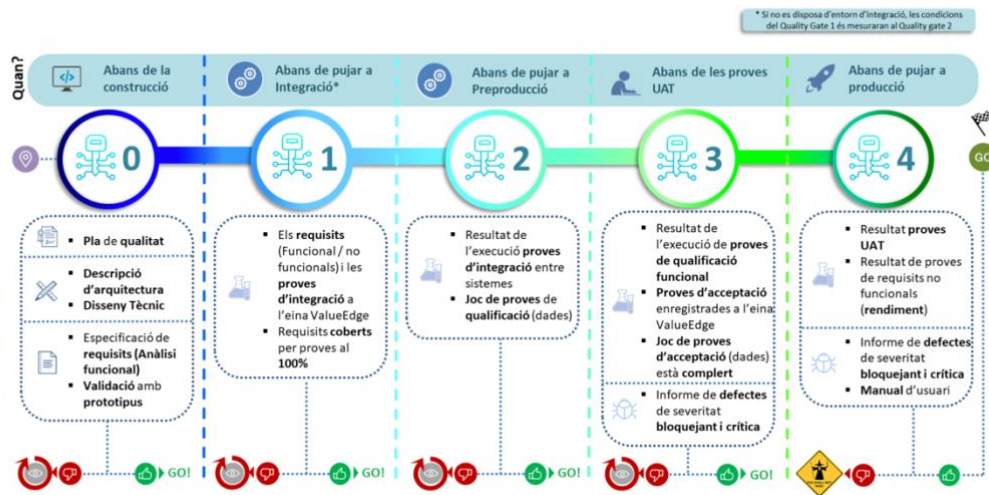 * Si no es disposa d'entorn d'integració, les condicions
del Quality Gate 1 és mesuraran al Quality gate 2
Quan?
Abans de la
construcció
Abans de pujar a
Integració*
Abans de pujar a
Preproducció
Abans de les proves
UAT
Abans de pujar a
producció
0
1
2
3
4
GO
▪ Pla de qualitat
▪ Descripció
d'arquitectura
▪ Disseny Tècnic
▪ Especificació de
requisits (Anàlisi
funcional)
▪ Validació amb
prototipus
▪ Els requisits
(Funcional / no
funcionals) i les
proves
d'integració a
l'eina ValueEdge
▪ Requisits coberts
per proves al
100%
▪ Resultat de
l'execució proves
d'integració entre
sistemes
▪ Joc de proves de
qualificació (dades)
▪ Resultat de
l'execució de proves
de qualificació
funcional
▪ Proves d'acceptació
enregistrades a l'eina
ValueEdge
▪ Joc de proves
d'acceptació (dades)
està complert
▪ Informe de defectes
de severitat
bloquejant i crítica
▪ Resultat proves
UAT
▪ Resultat de proves
de requisits no
funcionals
(rendiment)
▪ Informe de defectes
de severitat
bloquejant i crítica
▪ Manual d'usuari
GO!
GO!
GO!
GO!